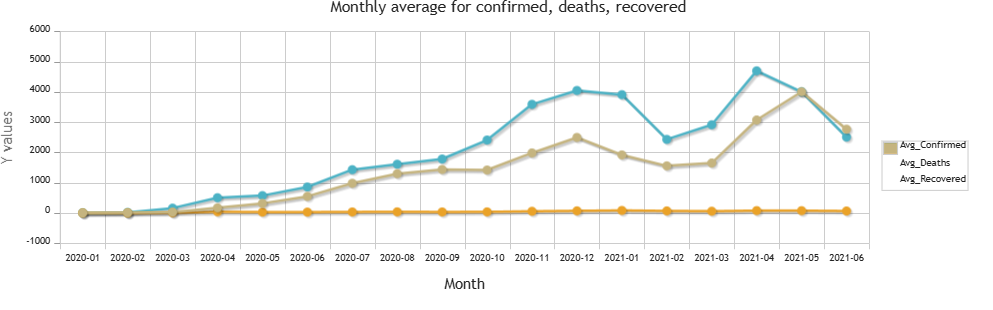 Monthly average for confirmed, deaths, recovered
6000
5000
4000
3000
2000
1000
0
-1000
Y values
2020-01 2020-02 2020-03 2020-04 2020-05 2020-06 2020-07 2020-08 2020-09 2020-10 2020-11 2020-12 2021-01 2021-02 2021-03 2021-04 2021-05 2021-06
Month
Avg_Confirmed
Avg_Deaths
Avg_Recovered